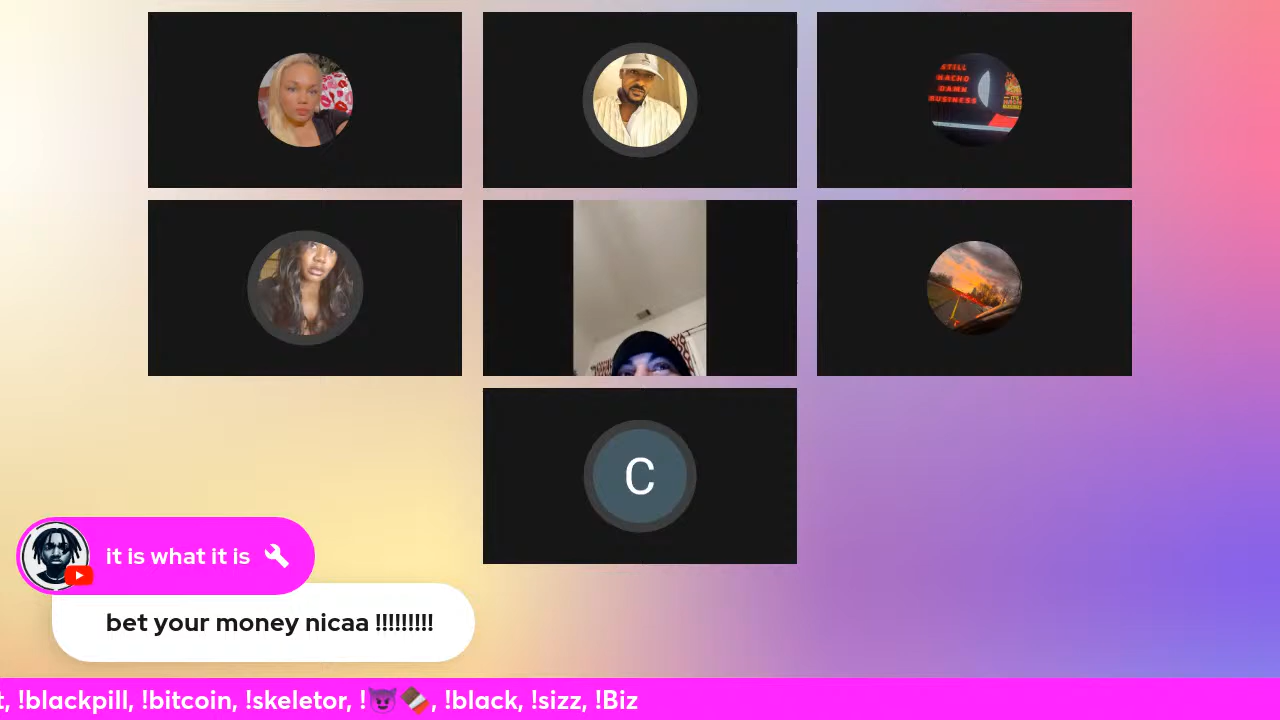 STILL
NACHO
DAMN
BUSINESS
C
it is what it is
bet your money nicaa !!!!!!!!!
t, !blackpill, !bitcoin, !skeletor, !😈🍫, !black, !sizz, !Biz